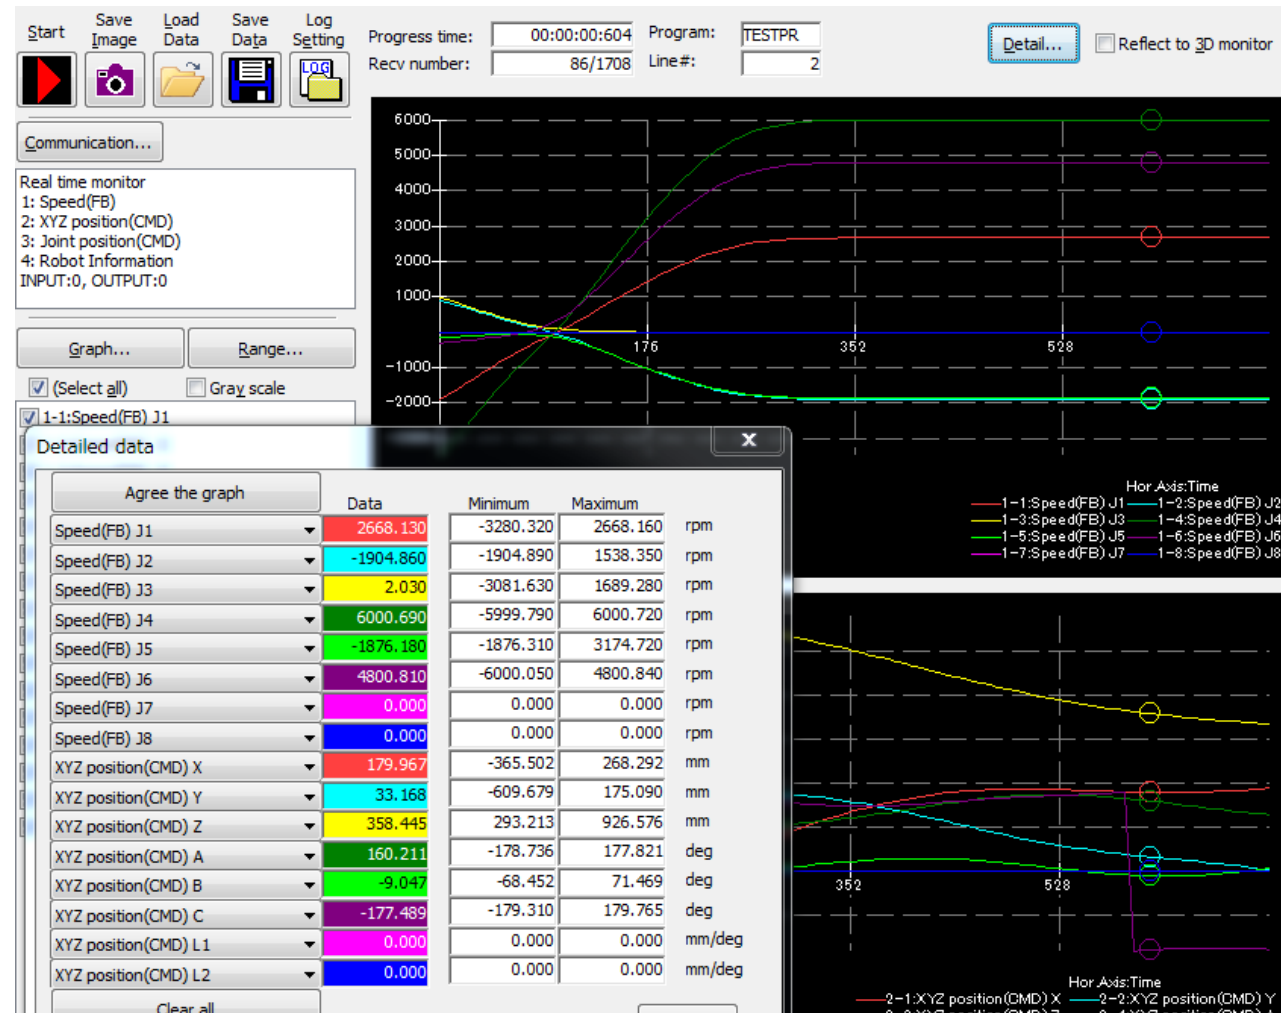 Start
Save Image
Load Data
Save Data
Log Setting
Progress time: 00:00:00:604 Program: TESTPR
Recv number: 86/1708 Line#: 2
Detail... Reflect to 3D monitor
LOG
Communication...
Real time monitor
1: Speed(FB)
2: XYZ position(CMD)
3: Joint position(CMD)
4: Robot Information
INPUT:0, OUTPUT:0
Graph... Range...
(Select all) Gray scale
1-1:Speed(FB) J1
6000
5000
4000
3000
2000
1000
176 352 528
-1000
-2000
Hor.Axis:Time
1-1:Speed(FB) J1 1-2:Speed(FB) J2
1-3:Speed(FB) J3 1-4:Speed(FB) J4
1-5:Speed(FB) J5 1-6:Speed(FB) J6
1-7:Speed(FB) J7 1-8:Speed(FB) J8
Detailed data x
Agree the graph Data Minimum Maximum
Speed(FB) J1 2668.130 -3280.320 2668.160 rpm
Speed(FB) J2 -1904.860 -1904.890 1538.350 rpm
Speed(FB) J3 2.030 -3081.630 1689.280 rpm
Speed(FB) J4 6000.690 -5999.790 6000.720 rpm
Speed(FB) J5 -1876.180 -1876.310 3174.720 rpm
Speed(FB) J6 4800.810 -6000.050 4800.840 rpm
Speed(FB) J7 0.000 0.000 0.000 rpm
Speed(FB) J8 0.000 0.000 0.000 rpm
XYZ position(CMD) X 179.967 -365.502 268.292 mm
XYZ position(CMD) Y 33.168 -609.679 175.090 mm
XYZ position(CMD) Z 358.445 293.213 926.576 mm
XYZ position(CMD) A 160.211 -178.736 177.821 deg
XYZ position(CMD) B -9.047 -68.452 71.469 deg
XYZ position(CMD) C -177.489 -179.310 179.765 deg
XYZ position(CMD) L1 0.000 0.000 0.000 mm/deg
XYZ position(CMD) L2 0.000 0.000 0.000 mm/deg
Clear all
352 528
Hor.Axis:Time
2-1:XYZ position(CMD) X 2-2:XYZ position(CMD) Y